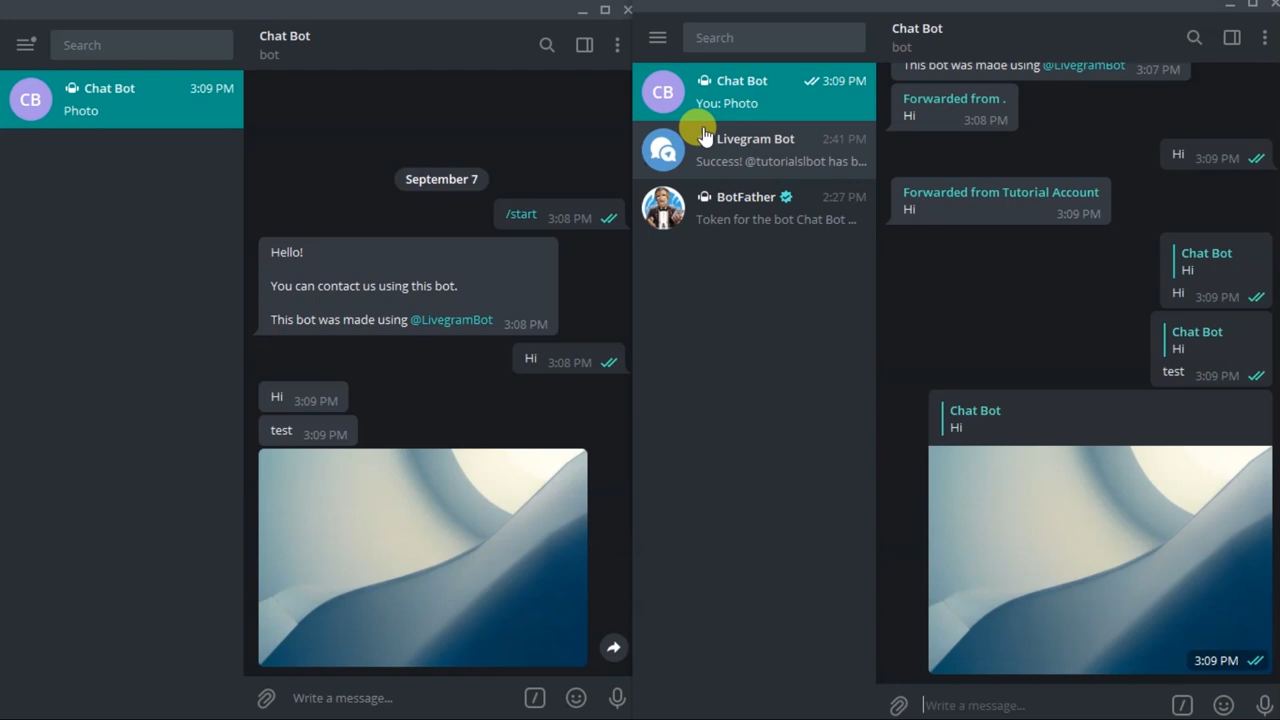 Search
CB
Chat Bot
3:09 PM
Photo
Chat Bot
bot
September 7
/start
3:08 PM
Hello!
You can contact us using this bot.
This bot was made using @LivegramBot
3:08 PM
Hi
3:08 PM
Hi
3:09 PM
test
3:09 PM
Write a message...
Search
CB
Chat Bot
3:09 PM
You: Photo
Livegram Bot
2:41 PM
Success! @tutorialslbot has b...
BotFather
2:27 PM
Token for the bot Chat Bot ...
Chat Bot
bot
This bot was made using @LivegramBot
3:07 PM
Forwarded from .
Hi
3:08 PM
Hi
3:09 PM
Forwarded from Tutorial Account
Hi
3:09 PM
Chat Bot
Hi
Hi
3:09 PM
Chat Bot
Hi
test
3:09 PM
Chat Bot
Hi
3:09 PM
Write a message...